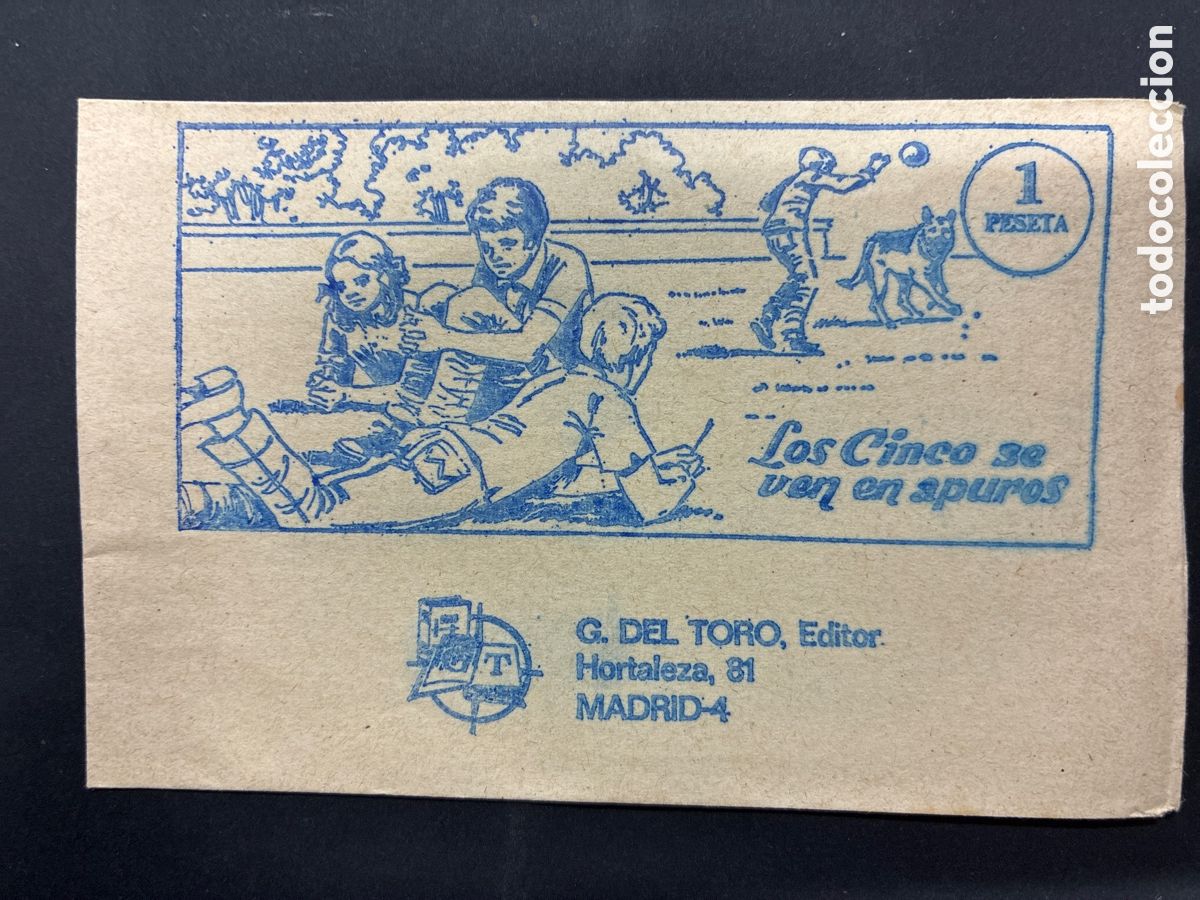 1
PESETA
Los Cinco se
ven en apuros
G T
G. DEL TORO, Editor
Hortaleza, 81
MADRID-4
todocoleccion